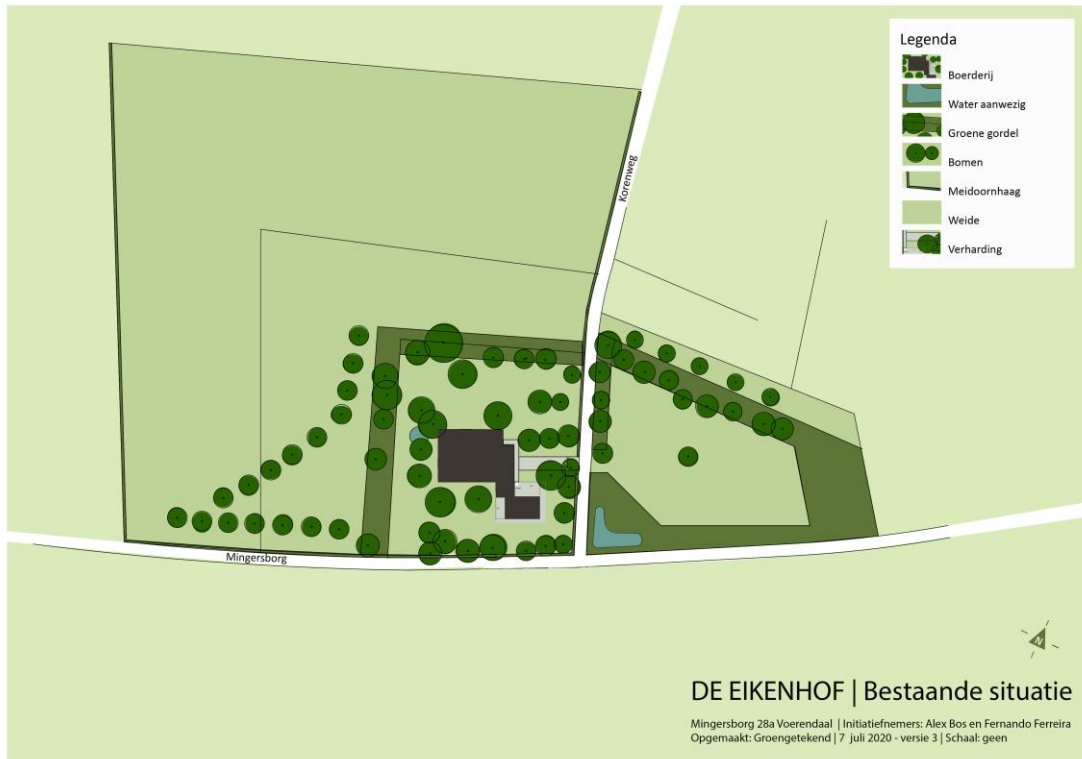 Legenda
Boerderij
Water aanwezig
Groene gordel
Bomen
Meidoornhaag
Weide
Verharding
Korenweg
Mingersborg
N
DE EIKENHOF | Bestaande situatie
Mingersborg 28a Voerendaal | Initiatiefnemers: Alex Bos en Fernando Ferreira
Opgemaakt: Groengetekend | 7 juli 2020 - versie 3 | Schaal: geen